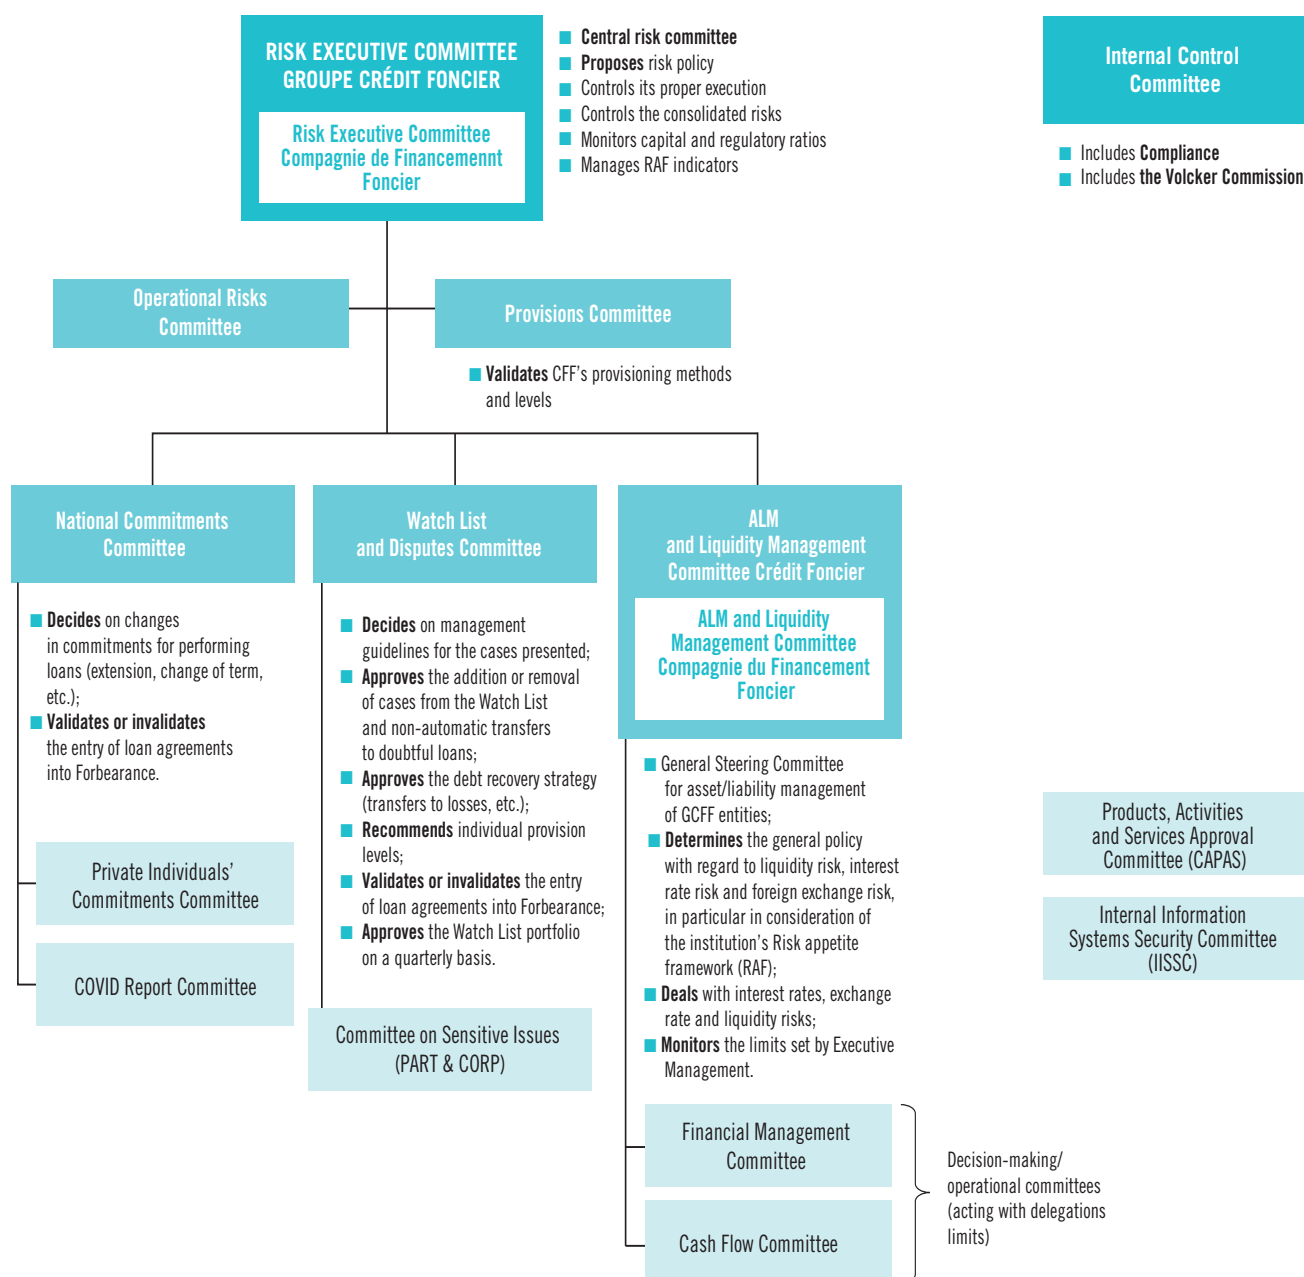 RISK EXECUTIVE COMMITTEE
GROUPE CRÉDIT FONCIER
Risk Executive Committee
Compagnie de Financemennt
Foncier
Central risk committee
Proposes risk policy
Controls its proper execution
Controls the consolidated risks
Monitors capital and regulatory ratios
Manages RAF indicators
Internal Control
Committee
Includes Compliance
Includes the Volcker Commission
Operational Risks
Committee
Provisions Committee
Validates CFF's provisioning methods
and levels
National Commitments
Committee
Decides on changes
in commitments for performing
loans (extension, change of term,
etc.);
Validates or invalidates
the entry of loan agreements
into Forbearance.
Private Individuals'
Commitments Committee
COVID Report Committee
Watch List
and Disputes Committee
Decides on management
guidelines for the cases presented;
Approves the addition or removal
of cases from the Watch List
and non-automatic transfers
to doubtful loans;
Approves the debt recovery strategy
(transfers to losses, etc.);
Recommends individual provision
levels;
Validates or invalidates the entry
of loan agreements into Forbearance;
Approves the Watch List portfolio
on a quarterly basis.
Committee on Sensitive Issues
(PART & CORP)
ALM
and Liquidity Management
Committee Crédit Foncier
ALM and Liquidity
Management Committee
Compagnie du Financement
Foncier
General Steering Committee
for asset/liability management
of GCFF entities;
Determines the general policy
with regard to liquidity risk, interest
rate risk and foreign exchange risk,
in particular in consideration of
the institution's Risk appetite
framework (RAF);
Deals with interest rates, exchange
rate and liquidity risks;
Monitors the limits set by Executive
Management.
Financial Management
Committee
Cash Flow Committee
Decision-making/
operational committees
(acting with delegations
limits)
Products, Activities
and Services Approval
Committee (CAPAS)
Internal Information
Systems Security Committee
(IISSC)